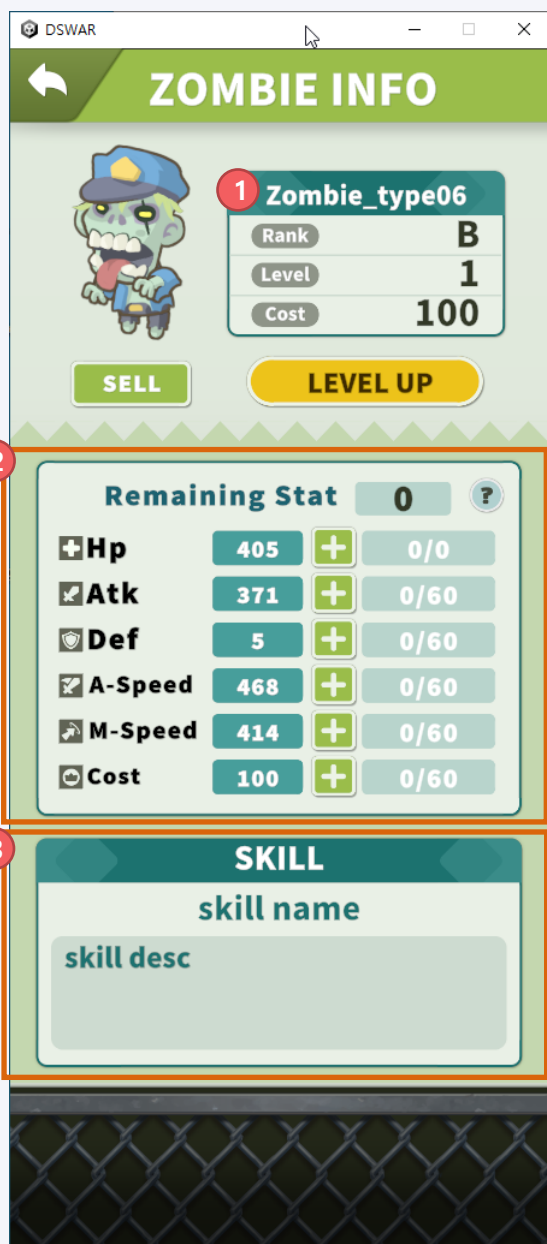 DSWAR
ZOMBIE INFO
1
Zombie_type06
Rank B
Level 1
Cost 100
SELL
LEVEL UP
2
Remaining Stat 0 ?
Hp 405 + 0/0
Atk 371 + 0/60
Def 5 + 0/60
A-Speed 468 + 0/60
M-Speed 414 + 0/60
Cost 100 + 0/60
3
SKILL
skill name
skill desc